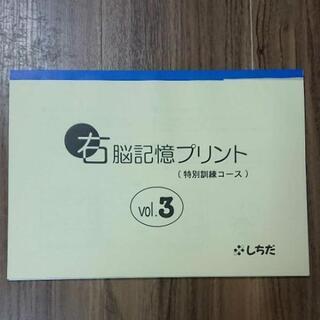 右脳記憶プリント
(特別訓練コース)
vol.3
しちだ